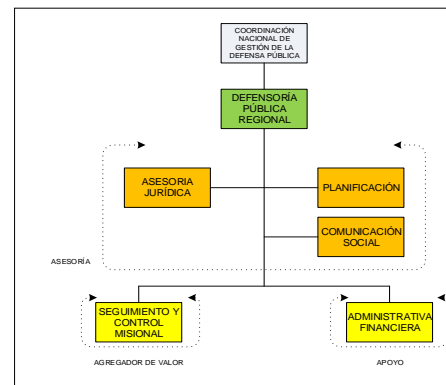 COORDINACIÓN
NACIONAL DE
GESTIÓN DE LA
DEFENSA PÚBLICA
DEFENSORÍA
PÚBLICA
REGIONAL
ASESORIA
JURÍDICA
PLANIFICACIÓN
COMUNICACIÓN
SOCIAL
ASESORÍA
SEGUIMIENTO Y
CONTROL
MISIONAL
ADMINISTRATIVA
FINANCIERA
AGREGADOR DE VALOR
APOYO